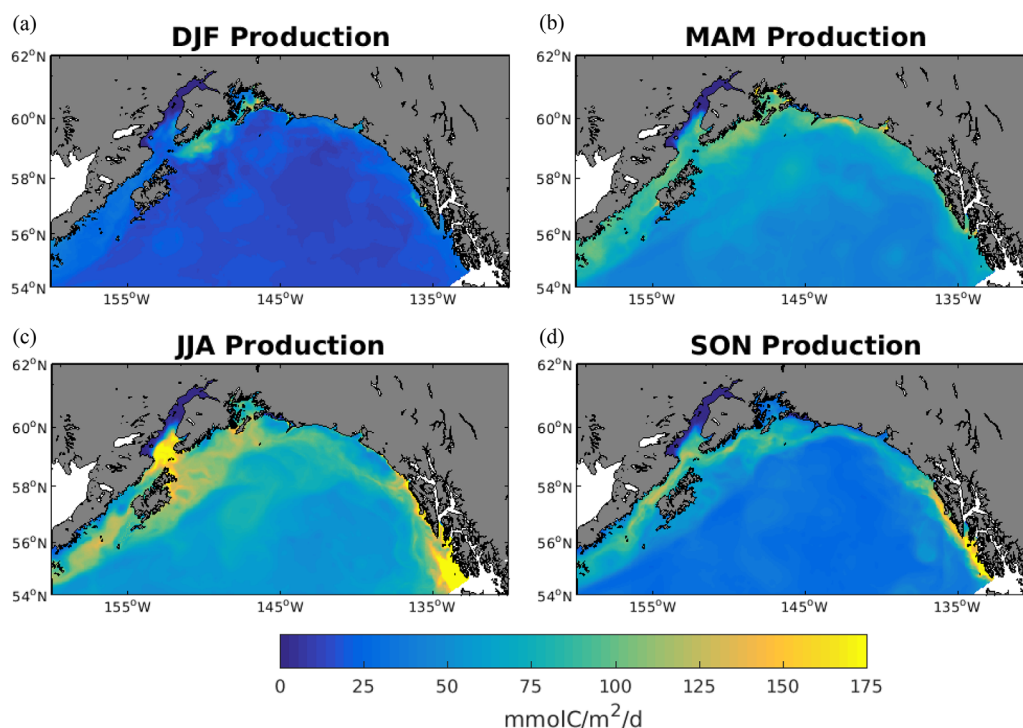 (a)
DJF Production
62°N
60°N
58°N
56°N
54°N
155°W
145°W
135°W
(b)
MAM Production
62°N
60°N
58°N
56°N
54°N
155°W
145°W
135°W
(c)
JJA Production
62°N
60°N
58°N
56°N
54°N
155°W
145°W
135°W
(d)
SON Production
62°N
60°N
58°N
56°N
54°N
155°W
145°W
135°W
0 25 50 75 100 125 150 175
mmolC/m²/d